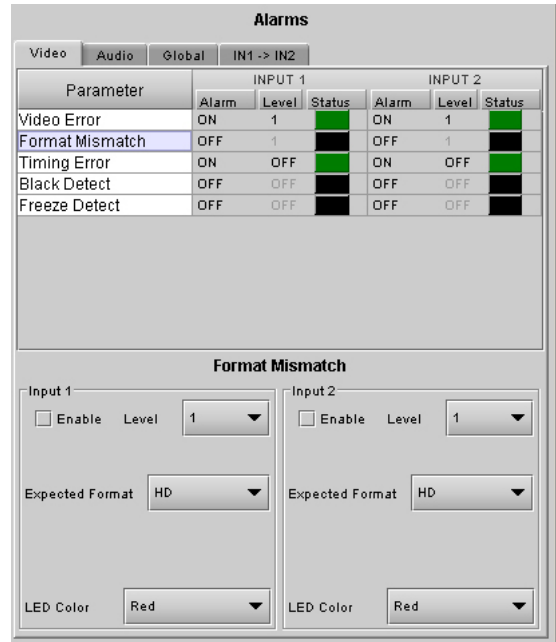 Alarms
Video Audio Global IN1 -> IN2
Parameter INPUT 1 INPUT 2
Alarm Level Status Alarm Level Status
Video Error ON 1 ON 1
Format Mismatch OFF 1 OFF 1
Timing Error ON OFF ON OFF
Black Detect OFF OFF OFF OFF
Freeze Detect OFF OFF OFF OFF
Format Mismatch
Input 1 Input 2
Enable Level 1 Enable Level 1
Expected Format HD Expected Format HD
LED Color Red LED Color Red